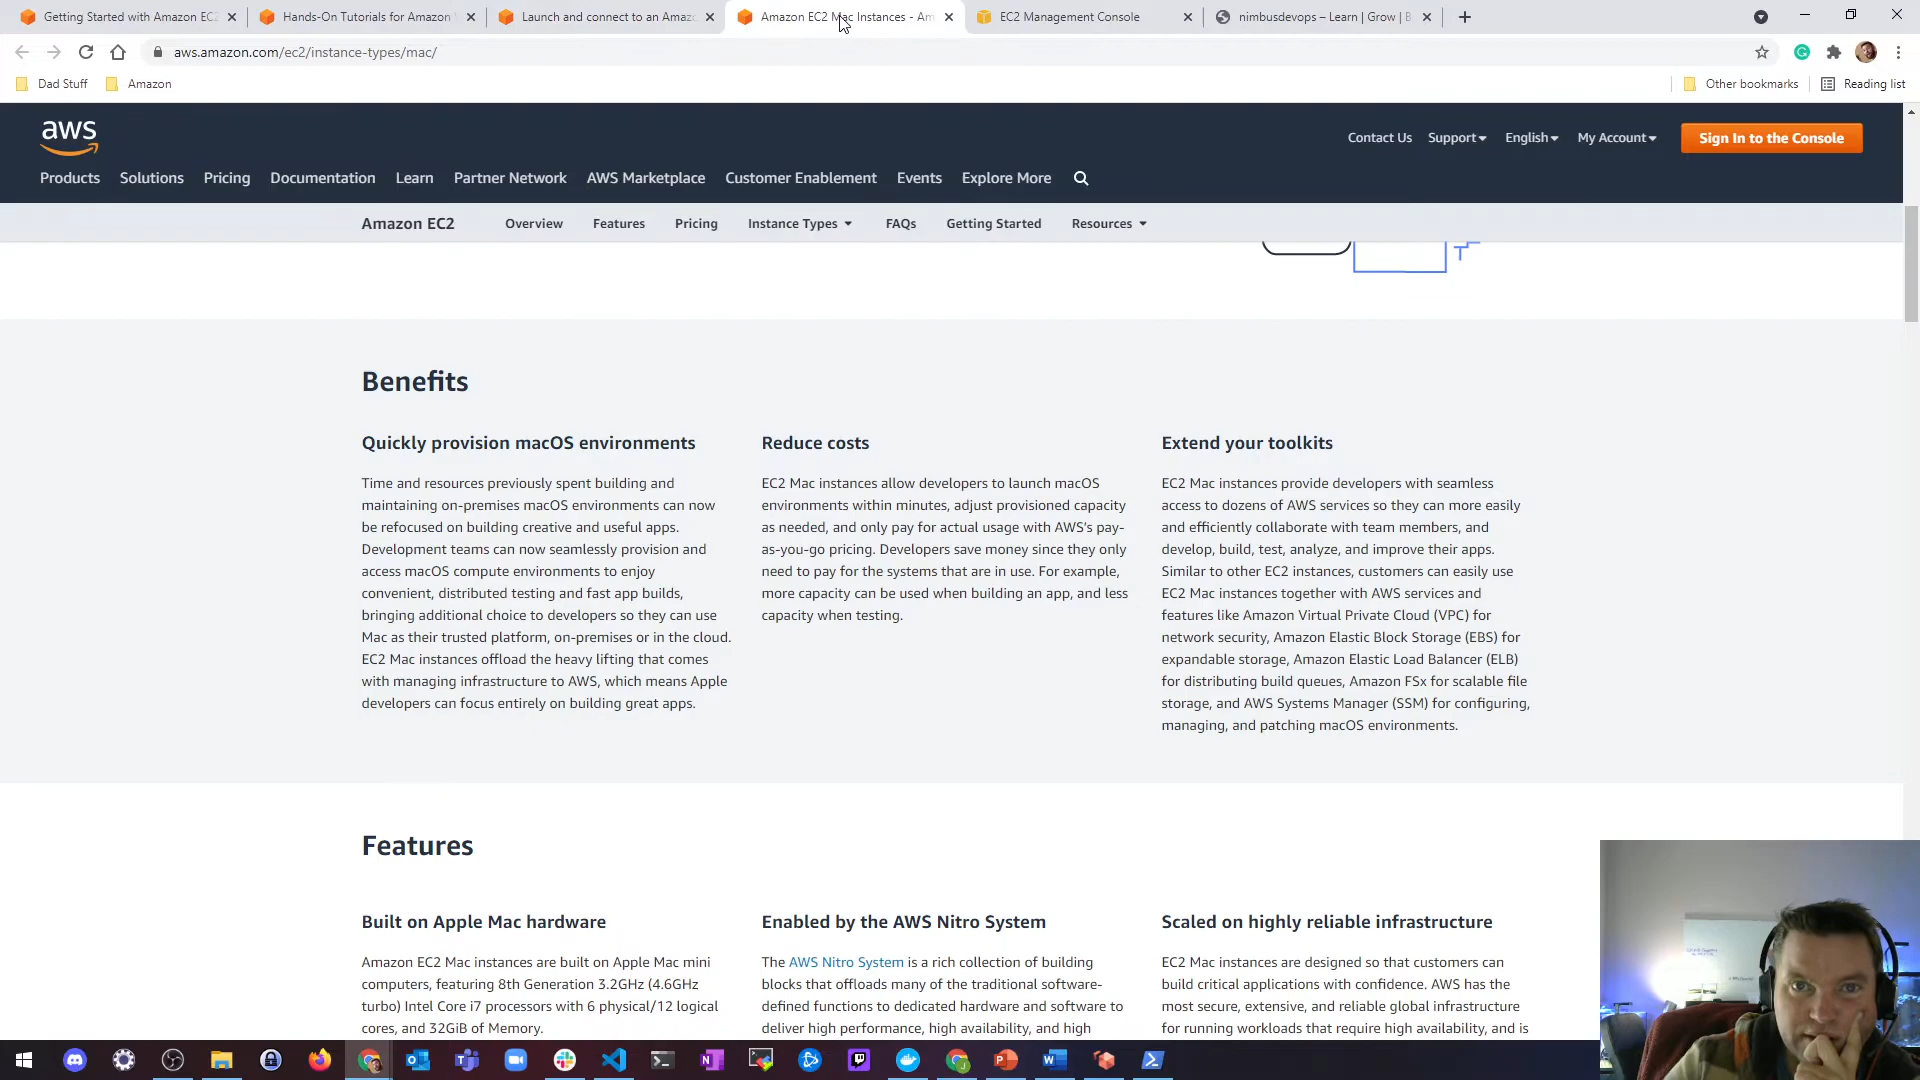 Getting Started with Amazon EC2
Hands-On Tutorials for Amazon
Launch and connect to an Amaz
Amazon EC2 Mac Instances - Am
EC2 Management Console
nimbusdevops – Learn | Grow | B
aws.amazon.com/ec2/instance-types/mac/
Dad Stuff
Amazon
Other bookmarks
Reading list
aws
Contact Us
Support
English
My Account
Sign In to the Console
Products
Solutions
Pricing
Documentation
Learn
Partner Network
AWS Marketplace
Customer Enablement
Events
Explore More
Amazon EC2
Overview
Features
Pricing
Instance Types
FAQs
Getting Started
Resources
Benefits
Quickly provision macOS environments
Time and resources previously spent building and
maintaining on-premises macOS environments can now
be refocused on building creative and useful apps.
Development teams can now seamlessly provision and
access macOS compute environments to enjoy
convenient, distributed testing and fast app builds,
bringing additional choice to developers so they can use
Mac as their trusted platform, on-premises or in the cloud.
EC2 Mac instances offload the heavy lifting that comes
with managing infrastructure to AWS, which means Apple
developers can focus entirely on building great apps.
Reduce costs
EC2 Mac instances allow developers to launch macOS
environments within minutes, adjust provisioned capacity
as needed, and only pay for actual usage with AWS's pay-
as-you-go pricing. Developers save money since they only
need to pay for the systems that are in use. For example,
more capacity can be used when building an app, and less
capacity when testing.
Extend your toolkits
EC2 Mac instances provide developers with seamless
access to dozens of AWS services so they can more easily
and efficiently collaborate with team members, and
develop, build, test, analyze, and improve their apps.
Similar to other EC2 instances, customers can easily use
EC2 Mac instances together with AWS services and
features like Amazon Virtual Private Cloud (VPC) for
network security, Amazon Elastic Block Storage (EBS) for
expandable storage, Amazon Elastic Load Balancer (ELB)
for distributing build queues, Amazon FSx for scalable file
storage, and AWS Systems Manager (SSM) for configuring,
managing, and patching macOS environments.
Features
Built on Apple Mac hardware
Amazon EC2 Mac instances are built on Apple Mac mini
computers, featuring 8th Generation 3.2GHz (4.6GHz
turbo) Intel Core i7 processors with 6 physical/12 logical
cores, and 32GiB of Memory.
Enabled by the AWS Nitro System
The AWS Nitro System is a rich collection of building
blocks that offloads many of the traditional software-
defined functions to dedicated hardware and software to
deliver high performance, high availability, and high
Scaled on highly reliable infrastructure
EC2 Mac instances are designed so that customers can
build critical applications with confidence. AWS has the
most secure, extensive, and reliable global infrastructure
for running workloads that require high availability, and is